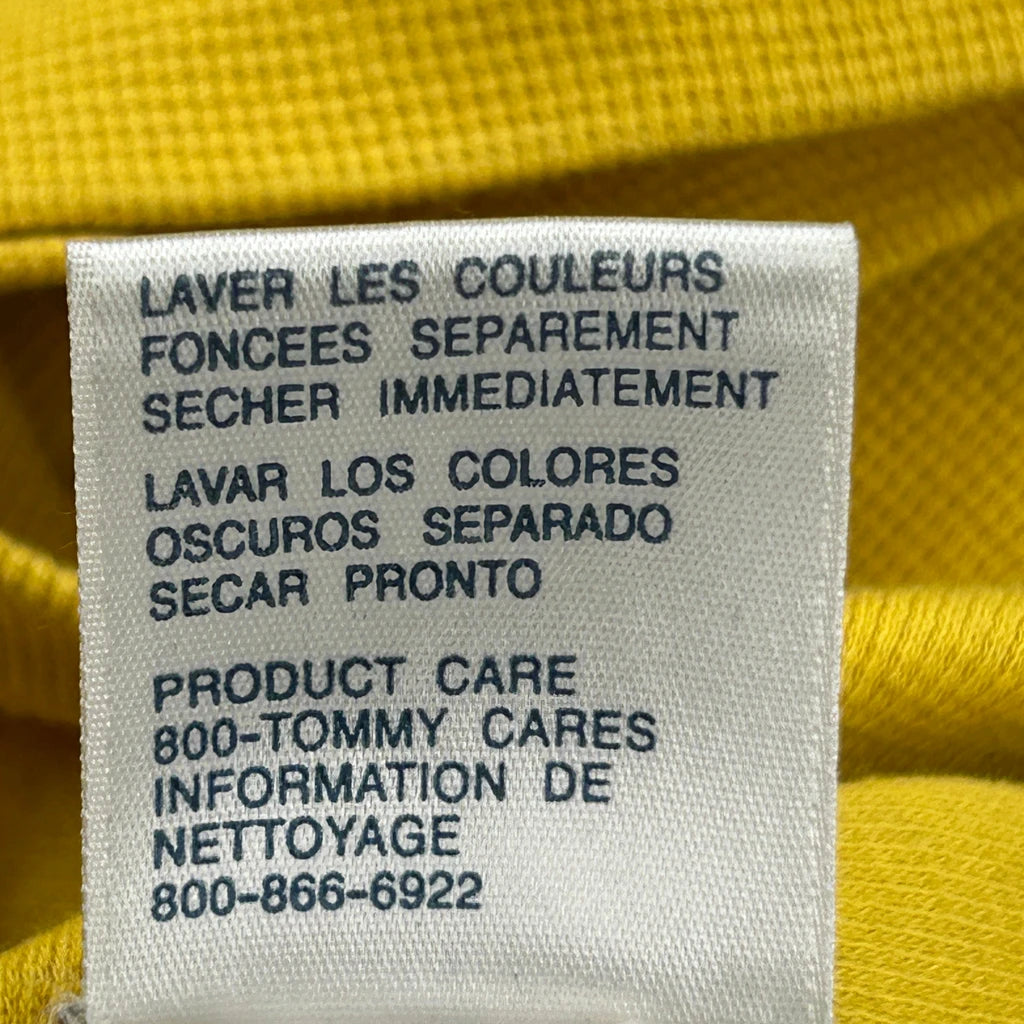 LAVER LES COULEURS
FONCEES SEPAREMENT
SECHER IMMEDIATEMENT
LAVAR LOS COLORES
OSCUROS SEPARADO
SECAR PRONTO
PRODUCT CARE
800-TOMMY CARES
INFORMATION DE
NETTOYAGE
800-866-6922